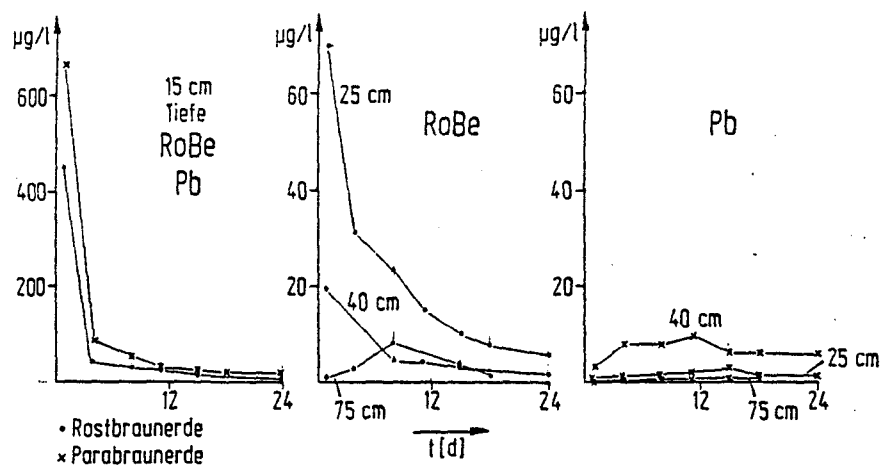 µg/l
600
400
200
15 cm
Tiefe
RoBe
Pb
12
24
µg/l
60
40
20
25 cm
RoBe
40 cm
75 cm
12
24
t [d]
µg/l
60
40
20
Pb
40 cm
25 cm
75 cm
12
24
• Rostbraunerde
× Parabraunerde